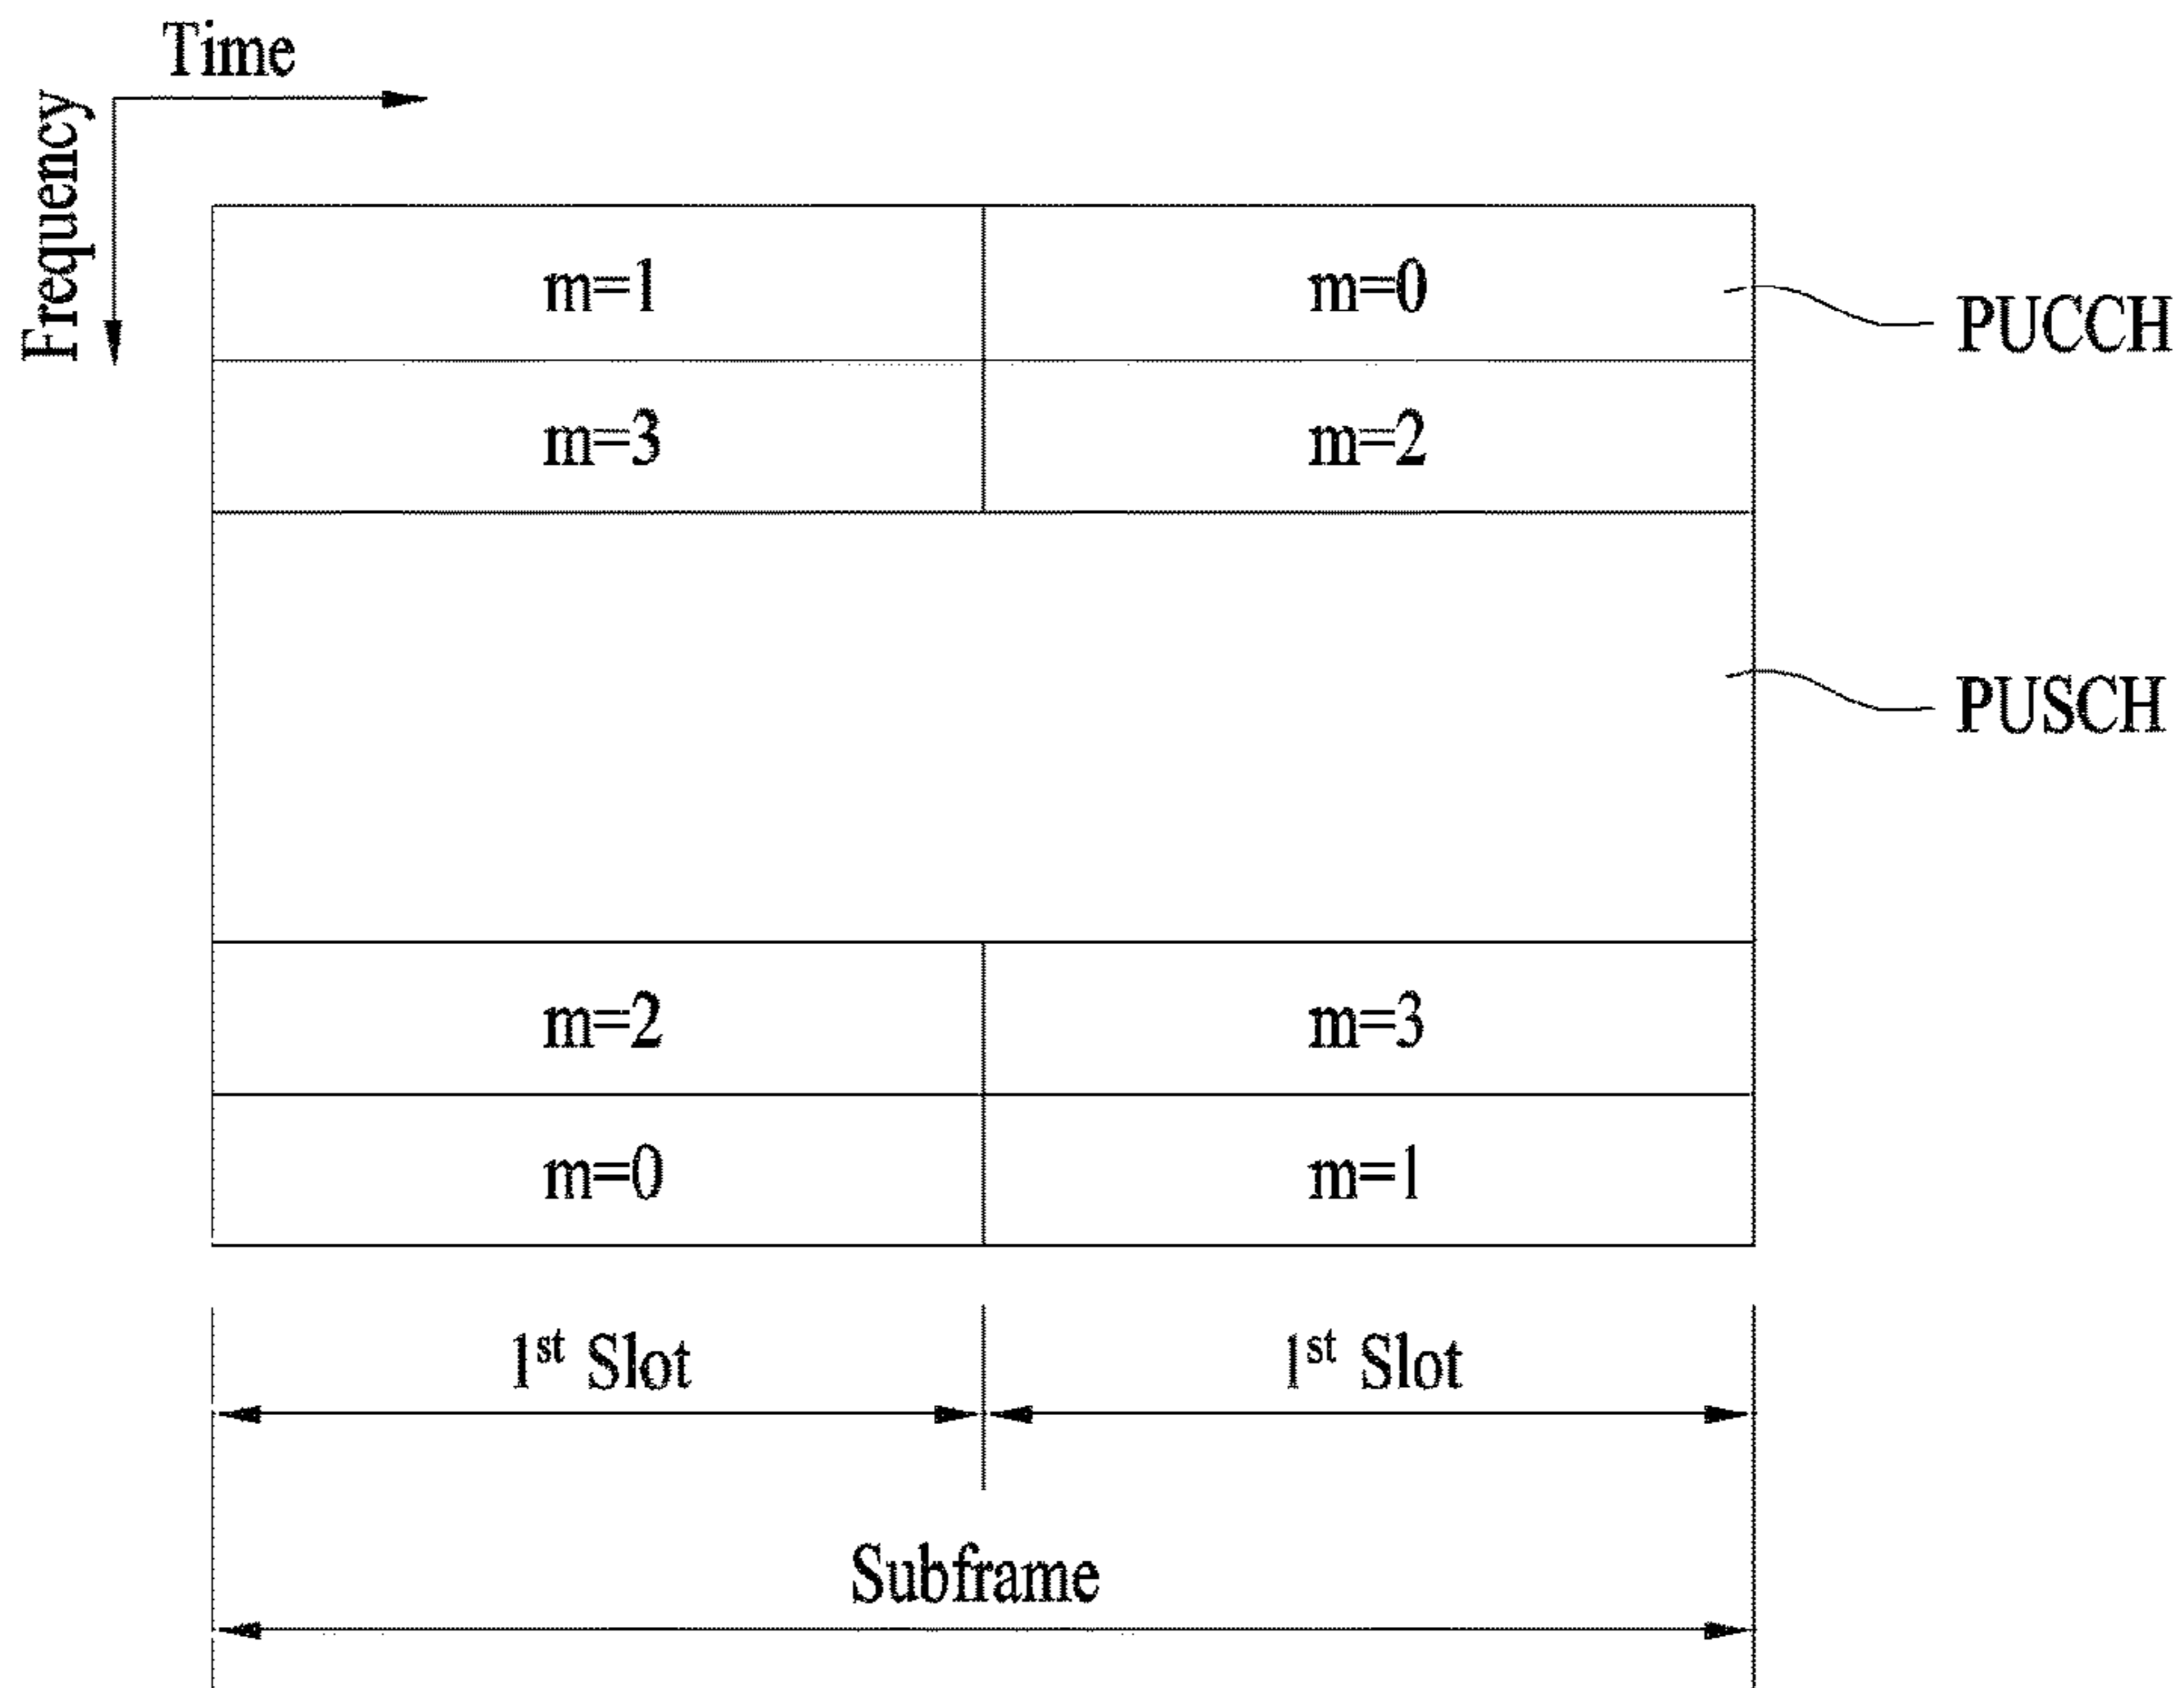 Time
Frequency
m=1 m=0
PUCCH
m=3 m=2
PUSCH
m=2 m=3
m=0 m=1
1st Slot 1st Slot
Subframe